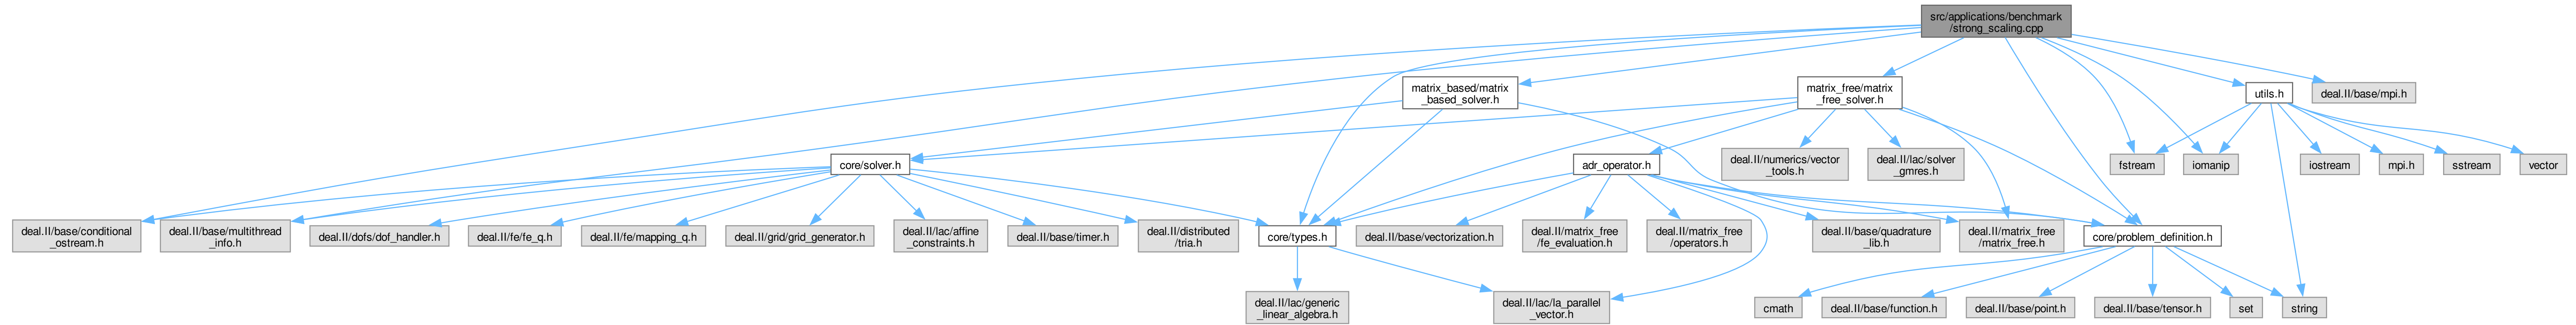 src/applications/benchmark
/strong_scaling.cpp
matrix_based/matrix
_based_solver.h
matrix_free/matrix
_free_solver.h
utils.h
deal.II/base/mpi.h
core/solver.h
adr_operator.h
deal.II/numerics/vector
_tools.h
deal.II/lac/solver
_gmres.h
fstream
iomanip
iostream
mpi.h
sstream
vector
deal.II/base/conditional
_ostream.h
deal.II/base/multithread
_info.h
deal.II/dofs/dof_handler.h
deal.II/fe/fe_q.h
deal.II/fe/mapping_q.h
deal.II/grid/grid_generator.h
deal.II/lac/affine
_constraints.h
deal.II/base/timer.h
deal.II/distributed
/tria.h
core/types.h
deal.II/base/vectorization.h
deal.II/matrix_free
/fe_evaluation.h
deal.II/matrix_free
/operators.h
deal.II/base/quadrature
_lib.h
deal.II/matrix_free
/matrix_free.h
core/problem_definition.h
deal.II/lac/generic
_linear_algebra.h
deal.II/lac/la_parallel
_vector.h
cmath
deal.II/base/function.h
deal.II/base/point.h
deal.II/base/tensor.h
set
string